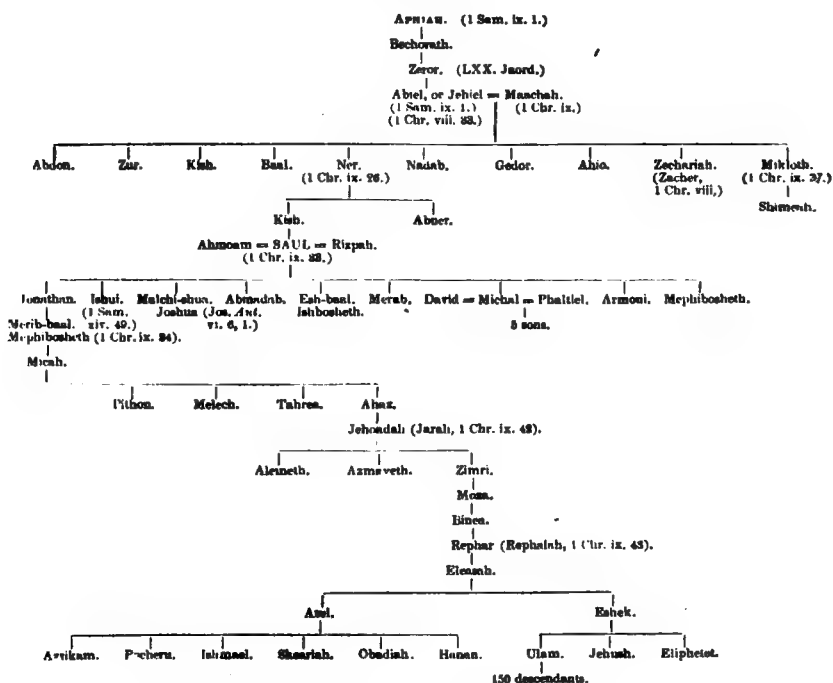 APHIAH. (1 Sam. ix. 1.)
Bechorath.
Zeror. (LXX. Jaord.)
Abiel, or Jehiel = Maachah.
(1 Sam. ix. 1.) (1 Chr. ix.)
(1 Chr. viii. 33.)
Abdon. Zur. Kish. Baal. Ner. Nadab. Gedor. Ahio. Zechariah. Mikloth.
(1 Chr. ix. 26.) (Zacher, (1 Chr. ix. 37.)
1 Chr. viii.)
Shimeah.
Kish. Abner.
Ahinoam = SAUL = Rizpah.
(1 Chr. ix. 33.)
Jonathan. Ishui. Malchi-shua. Abinadab. Esh-baal. Merab. David = Michal = Phaltiel. Armoni. Mephibosheth.
(1 Sam. Joshua (Jos. Ant. Ishbosheth.
Merib-baal. xiv. 49.) vi. 6, 1.) 5 sons.
Mephibosheth (1 Chr. ix. 34).
Micah.
Pithon. Melech. Tahrea. Ahaz.
Jehoadah (Jarah, 1 Chr. ix. 42).
Alemeth. Azmaveth. Zimri.
Moza.
Binea.
Rephar (Rephaiah, 1 Chr. ix. 43).
Eleasah.
Azel. Eshek.
Azrikam. Bocheru. Ishmael. Sheariah. Obadiah. Hanan. Ulam. Jehush. Eliphelet.
150 descendants.